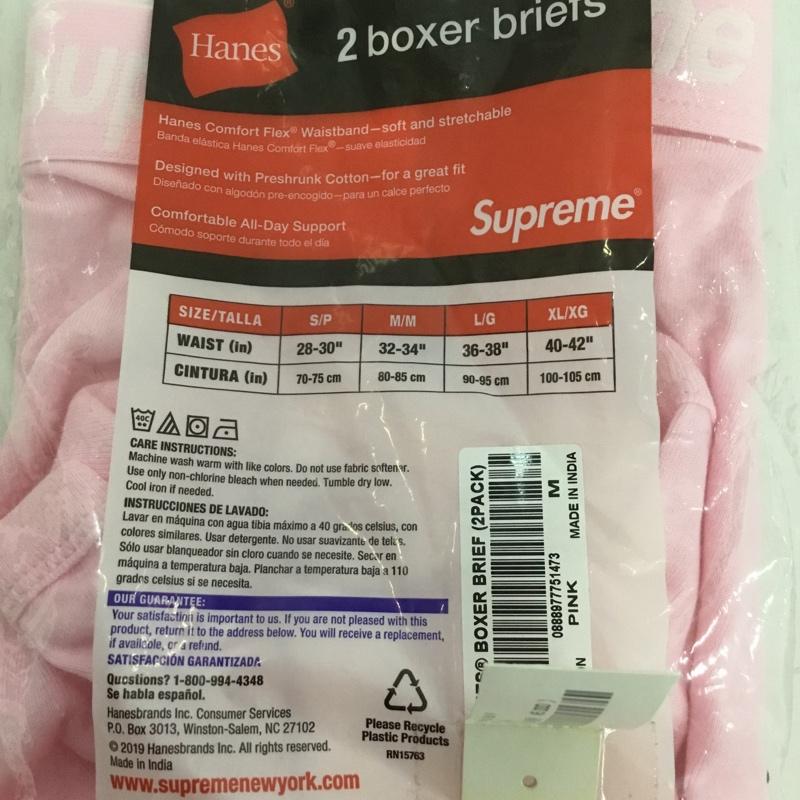 Hanes®
2 boxer briefs
Hanes Comfort Flex® Waistband—soft and stretchable
Banda elástica Hanes Comfort Flex®—suave elasticidad
Designed with Preshrunk Cotton—for a great fit
Diseñado con algodón pre-encogido—para un calce perfecto
Comfortable All-Day Support
Cómodo soporte durante todo el día
Supreme®
SIZE/TALLA S/P M/M L/G XL/XG
WAIST (in) 28-30" 32-34" 36-38" 40-42"
CINTURA (in) 70-75 cm 80-85 cm 90-95 cm 100-105 cm
40C
CARE INSTRUCTIONS:
Machine wash warm with like colors. Do not use fabric softener.
Use only non-chlorine bleach when needed. Tumble dry low.
Cool iron if needed.
INSTRUCCIONES DE LAVADO:
Lavar en máquina con agua tibia máximo a 40 grados celsius, con
colores similares. Usar detergente. No usar suavizante de telas.
Sólo usar blanqueador sin cloro cuando se necesite. Secar en
máquina a temperatura baja. Planchar a temperatura baja a 110
grados celsius si se necesita.
OUR GUARANTEE:
Your satisfaction is important to us. If you are not pleased with this
product, return it to the address below. You will receive a replacement,
if available, or a refund.
SATISFACCIÓN GARANTIZADA
Questions? 1-800-994-4348
Se habla español.
Hanesbrands Inc. Consumer Services
P.O. Box 3013, Winston-Salem, NC 27102
© 2019 Hanesbrands Inc. All rights reserved.
Made in India
www.supremenewyork.com
Please Recycle
Plastic Products
RN15763
BOXER BRIEF (2PACK)
0888977751473
PINK
M
MADE IN INDIA